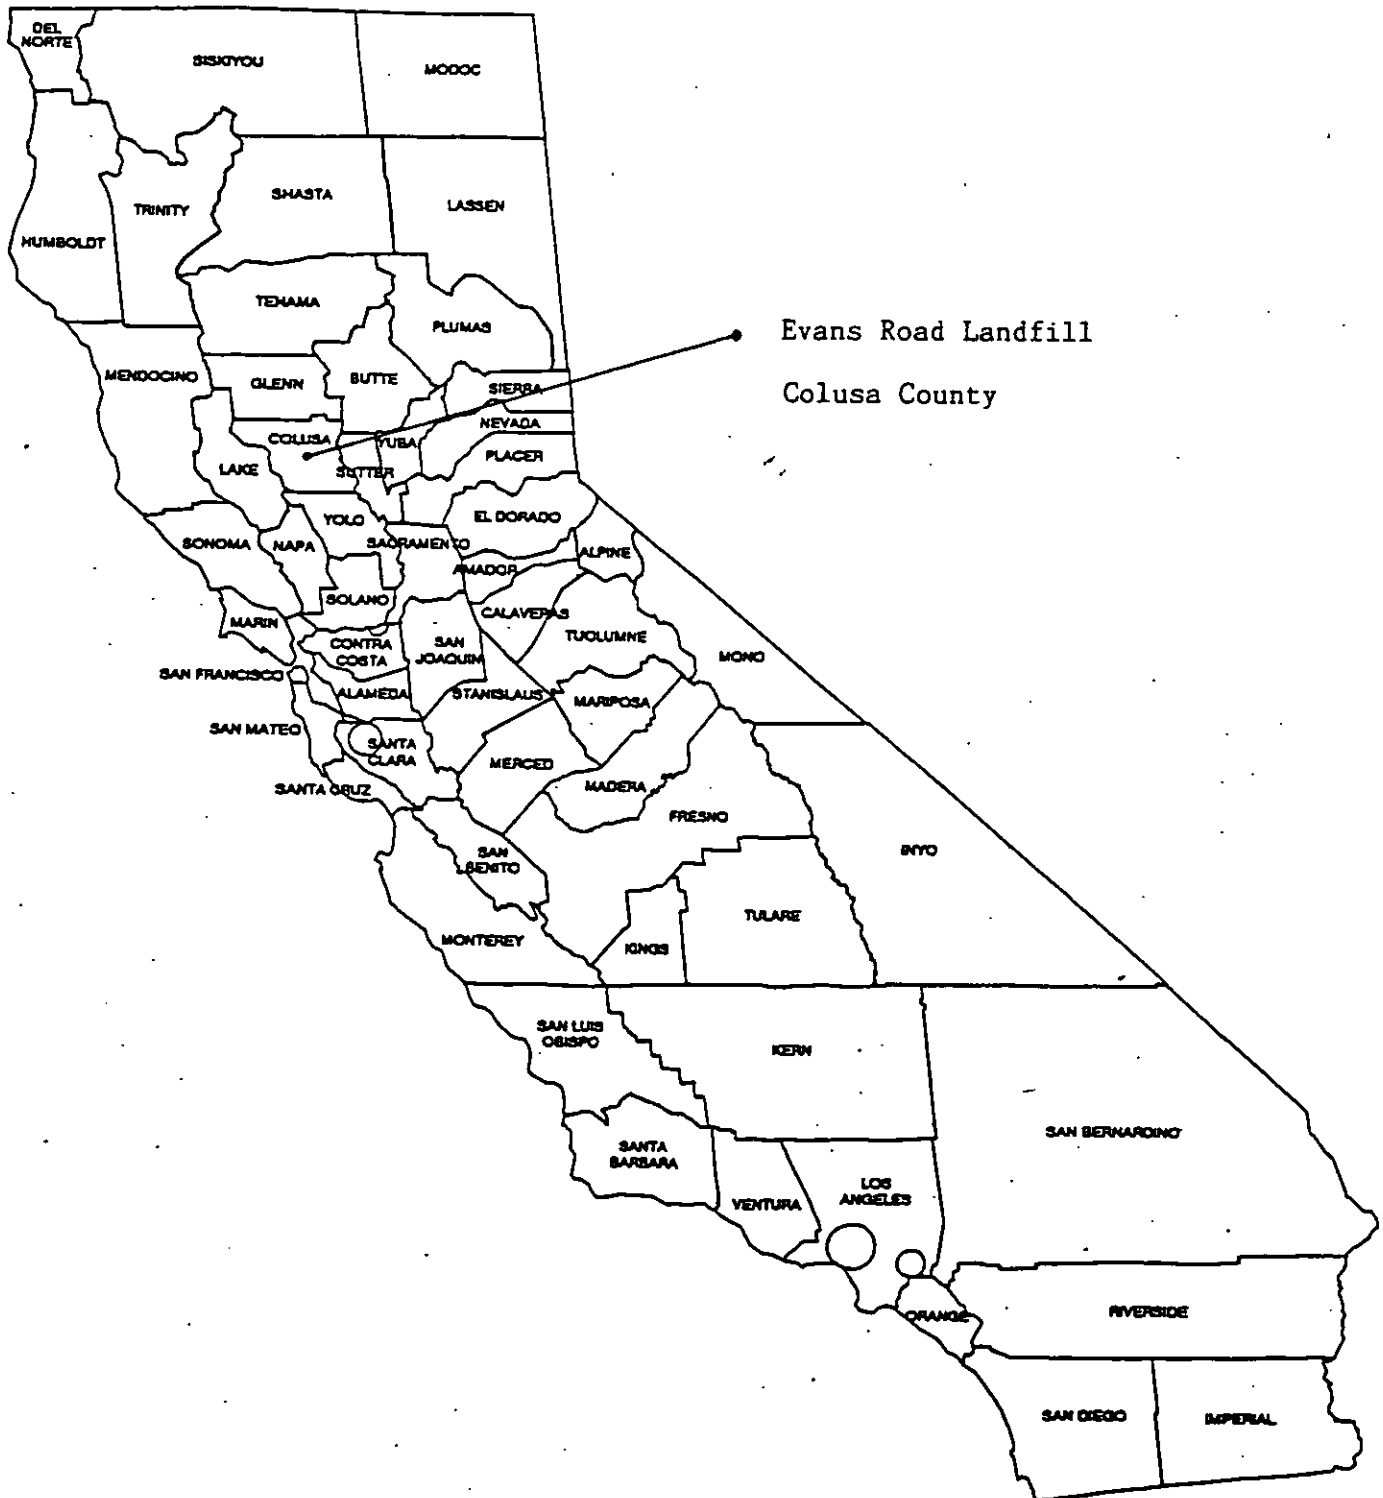 DEL
NORTE
SISKIYOU
MODOC
SHASTA
LASSEN
TRINITY
HUMBOLDT
TEHAMA
PLUMAS
Evans Road Landfill
MENDOCINO
GLENN
BUTTE
SIERRA
Colusa County
NEVADA
COLUSA
YUBA
PLACER
LAKE
SUTTER
YOLO
EL DORADO
SONOMA
NAPA
SACRAMENTO
ALPINE
AMADOR
SOLANO
CALAVERAS
MARIN
CONTRA
COSTA
SAN
JOAQUIN
TUOLUMNE
MONO
SAN FRANCISCO
ALAMEDA
STANISLAUS
MARIPOSA
SAN MATEO
SANTA
CLARA
MERCED
SANTA CRUZ
MADERA
FRESNO
SAN
BENITO
INYO
TULARE
MONTEREY
KINGS
SAN LUIS
OBISPO
KERN
SAN BERNARDINO
SANTA
BARBARA
LOS
ANGELES
VENTURA
ORANGE
RIVERSIDE
SAN DIEGO
IMPERIAL